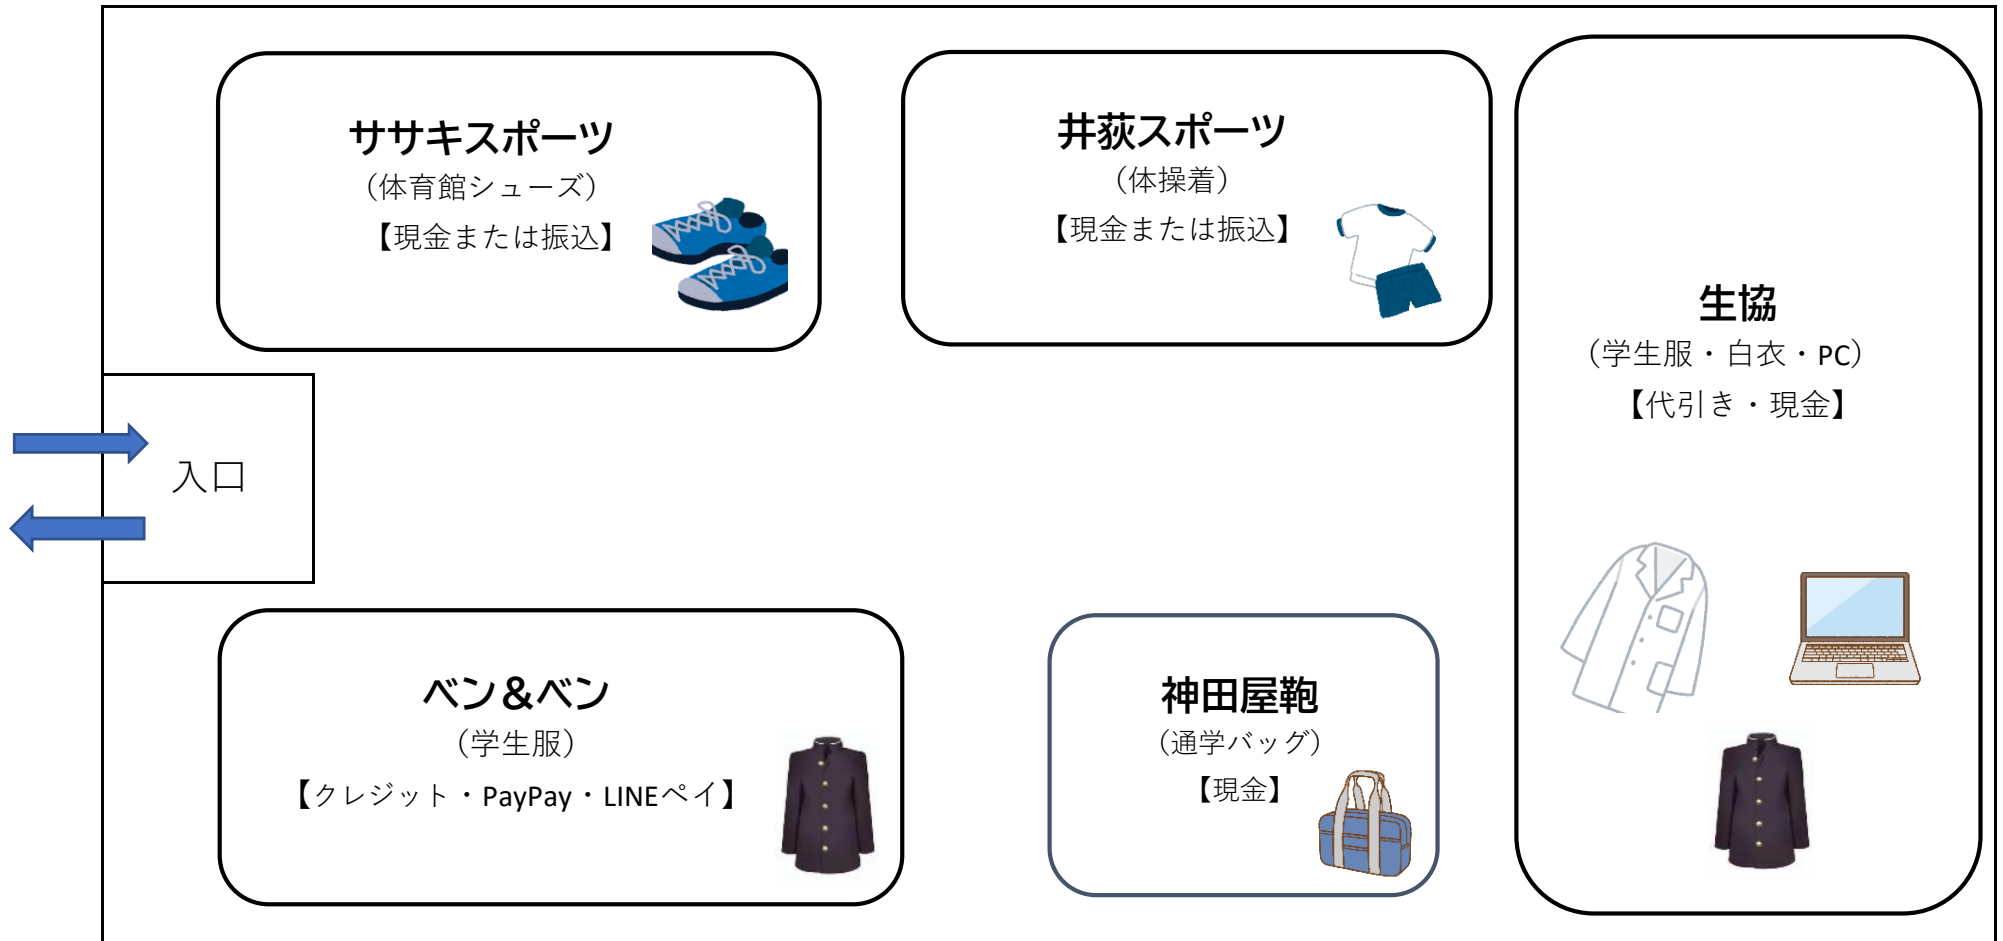 ササキスポーツ
（体育館シューズ）
【現金または振込】
井荻スポーツ
（体操着）
【現金または振込】
生協
（学生服・白衣・PC）
【代引き・現金】
入口
ベン＆ベン
（学生服）
【クレジット・PayPay・LINEペイ】
神田屋鞄
（通学バッグ）
【現金】